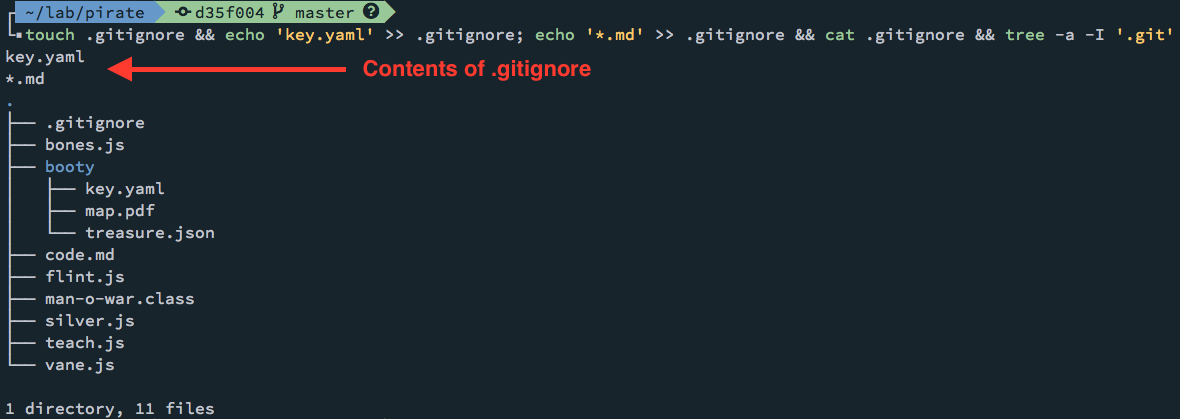 ~/lab/pirate d35f004 master ?
touch .gitignore && echo 'key.yaml' >> .gitignore; echo '*.md' >> .gitignore && cat .gitignore && tree -a -I '.git'
key.yaml
Contents of .gitignore
*.md
.
├── .gitignore
├── bones.js
├── booty
│   ├── key.yaml
│   ├── map.pdf
│   └── treasure.json
├── code.md
├── flint.js
├── man-o-war.class
├── silver.js
├── teach.js
└── vane.js
1 directory, 11 files